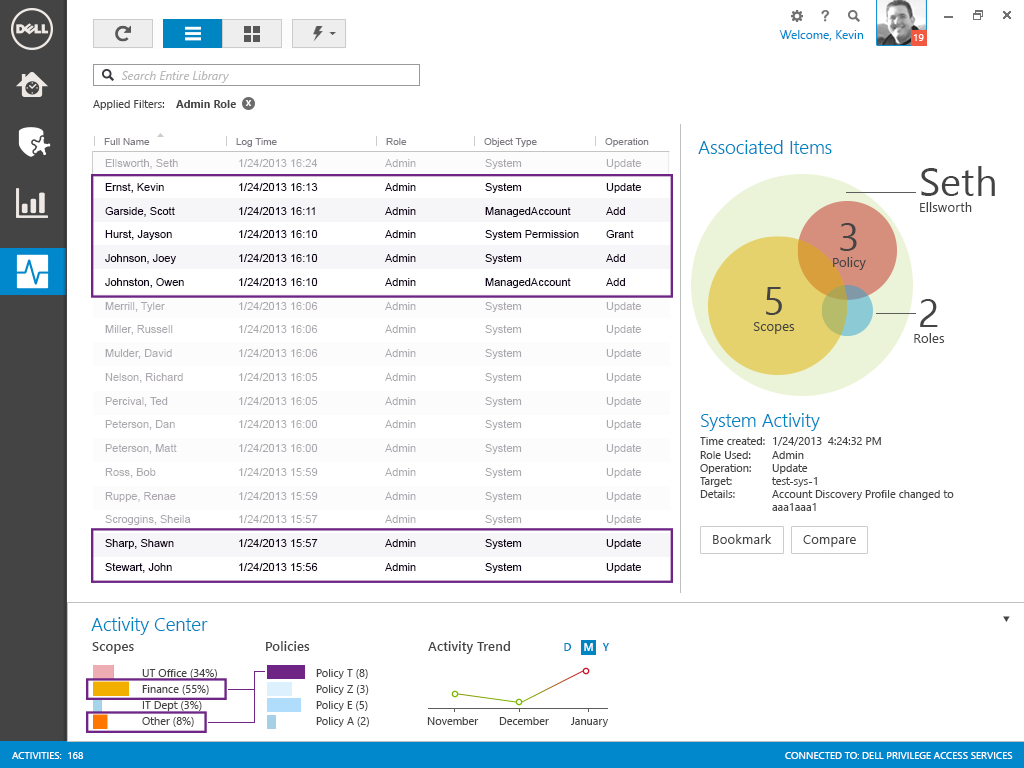 DELL
?
Welcome, Kevin
19
Search Entire Library
Applied Filters: Admin Role
Full Name Log Time Role Object Type Operation
Ellsworth, Seth 1/24/2013 16:24 Admin System Update
Ernst, Kevin 1/24/2013 16:13 Admin System Update
Garside, Scott 1/24/2013 16:11 Admin ManagedAccount Add
Hurst, Jayson 1/24/2013 16:10 Admin System Permission Grant
Johnson, Joey 1/24/2013 16:10 Admin System Add
Johnston, Owen 1/24/2013 16:10 Admin ManagedAccount Add
Merrill, Tyler 1/24/2013 16:06 Admin System Update
Miller, Russell 1/24/2013 16:06 Admin System Update
Mulder, David 1/24/2013 16:06 Admin System Update
Nelson, Richard 1/24/2013 16:05 Admin System Update
Percival, Ted 1/24/2013 16:05 Admin System Update
Peterson, Dan 1/24/2013 16:00 Admin System Update
Peterson, Matt 1/24/2013 16:00 Admin System Update
Ross, Bob 1/24/2013 15:59 Admin System Update
Ruppe, Renae 1/24/2013 15:59 Admin System Update
Scroggins, Sheila 1/24/2013 15:57 Admin System Update
Sharp, Shawn 1/24/2013 15:57 Admin System Update
Stewart, John 1/24/2013 15:56 Admin System Update
Associated Items
Seth
Ellsworth
3
Policy
5
Scopes
2
Roles
System Activity
Time created: 1/24/2013 4:24:32 PM
Role Used: Admin
Operation: Update
Target: test-sys-1
Details: Account Discovery Profile changed to
aaa1aaa1
Bookmark Compare
Activity Center
Scopes
UT Office (34%)
Finance (55%)
IT Dept (3%)
Other (8%)
Policies
Policy T (8)
Policy Z (3)
Policy E (5)
Policy A (2)
Activity Trend D M Y
November December January
ACTIVITIES: 168 CONNECTED TO: DELL PRIVILEGE ACCESS SERVICES